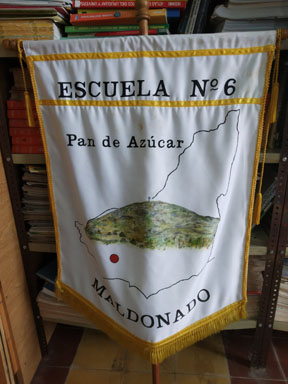 ESCUELA Nº 6
Pan de Azúcar
MALDONADO